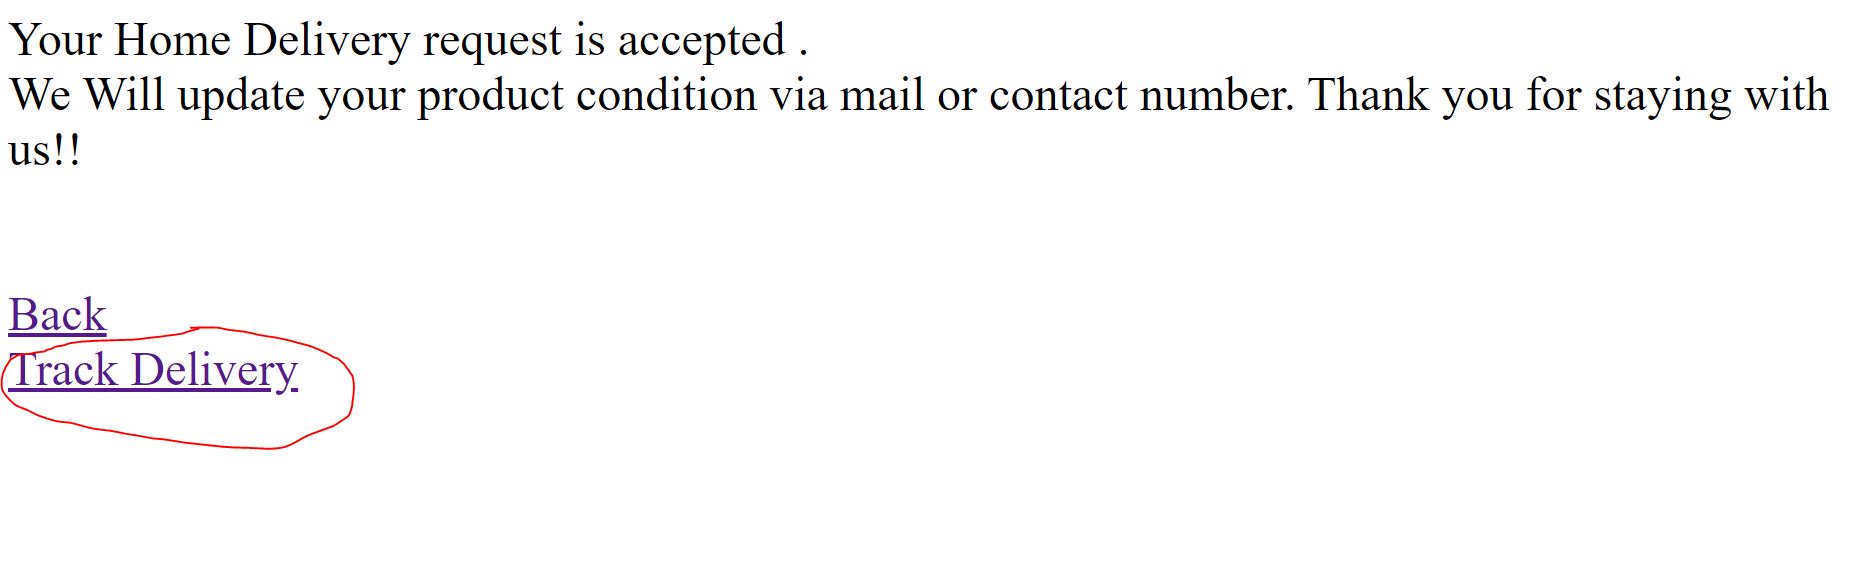 Your Home Delivery request is accepted .
We Will update your product condition via mail or contact number. Thank you for staying with
us!!
Back
Track Delivery